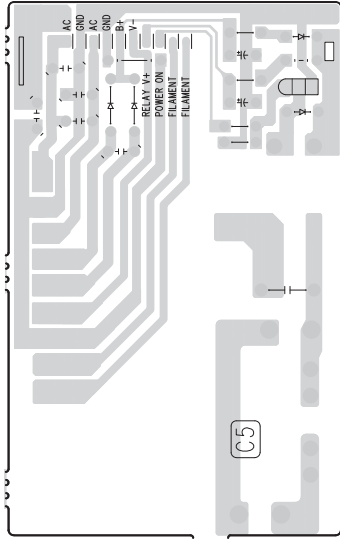 AC
GND
AC
GND
B+
V-
RELAY V+
POWER ON
FILAMENT
FILAMENT
C5